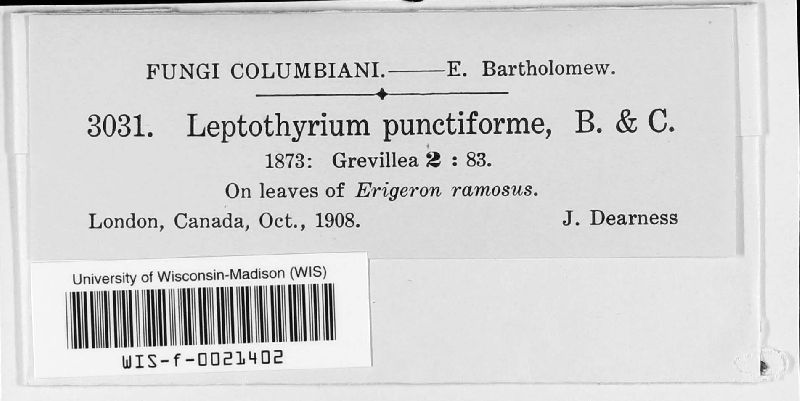 FUNGI COLUMBIANI.——E. Bartholomew.
3031. Leptothyrium punctiforme, B. & C.
1873: Grevillea 2 : 83.
On leaves of Erigeron ramosus.
London, Canada, Oct., 1908. J. Dearness
University of Wisconsin-Madison (WIS)
WIS-f-0021402